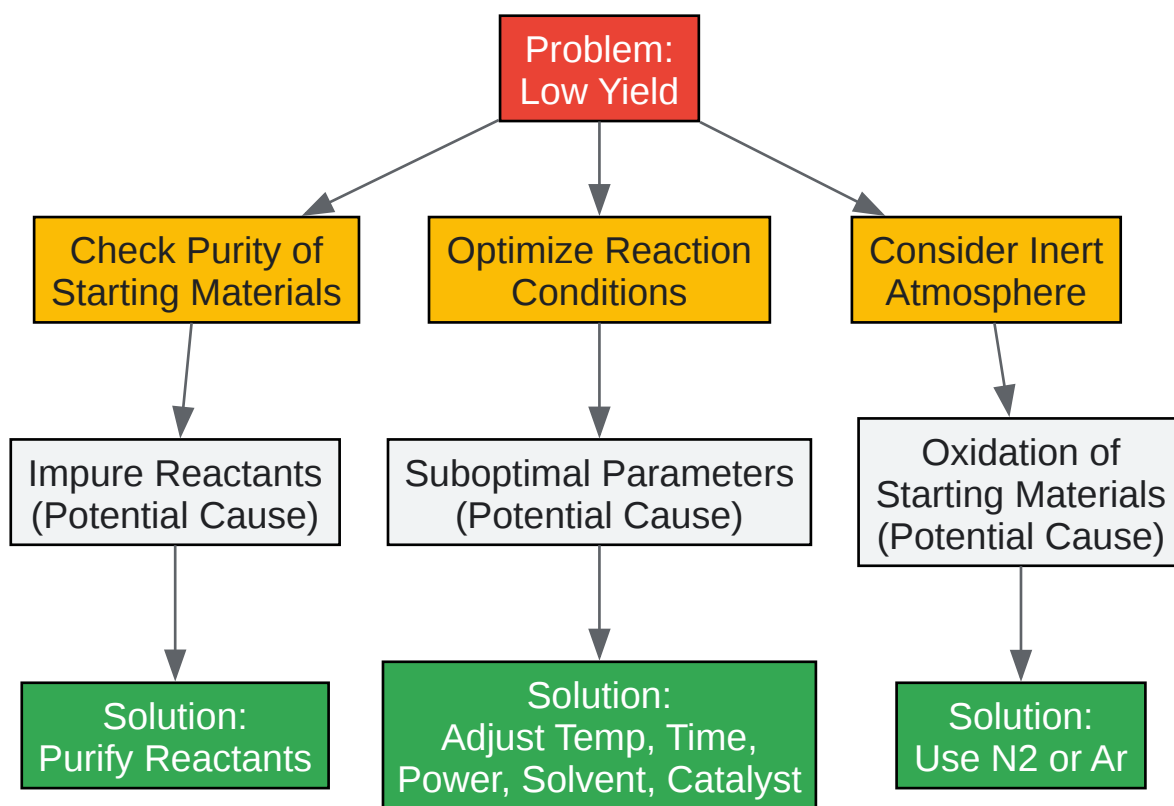 Problem:
Low Yield
Check Purity of
Starting Materials
Optimize Reaction
Conditions
Consider Inert
Atmosphere
Impure Reactants
(Potential Cause)
Suboptimal Parameters
(Potential Cause)
Oxidation of
Starting Materials
(Potential Cause)
Solution:
Purify Reactants
Solution:
Adjust Temp, Time,
Power, Solvent, Catalyst
Solution:
Use N2 or Ar